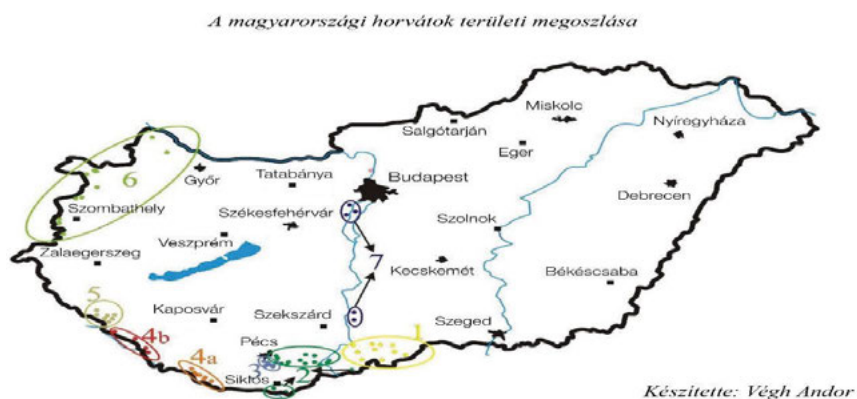 A magyarországi horvátok területi megoszlása
Miskolc
Salgótarján
Nyíregyháza
Eger
6
Győr
Tatabánya
Budapest
Debrecen
Szombathely
Székesfehérvár
Szolnok
Veszprém
Zalaegerszeg
7
Kecskemét
Békéscsaba
5
Kaposvár
Szekszárd
Szeged
4b
Pécs
1
4a
3
2
Siklós
Készítette: Végh Andor